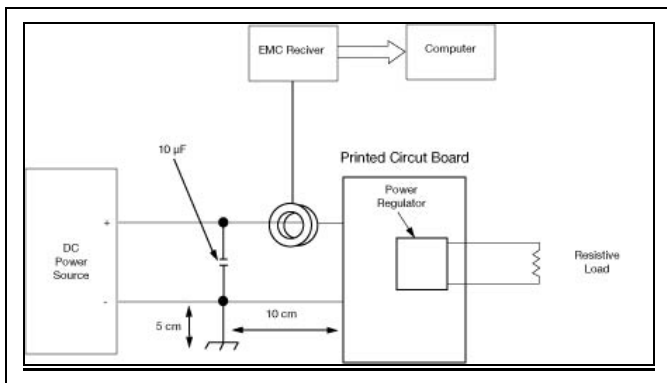 EMC Reciver
Computer
10 µF
Printed Circut Board
Power
Regulator
+
DC
Power
Source
-
Resistive
Load
10 cm
5 cm